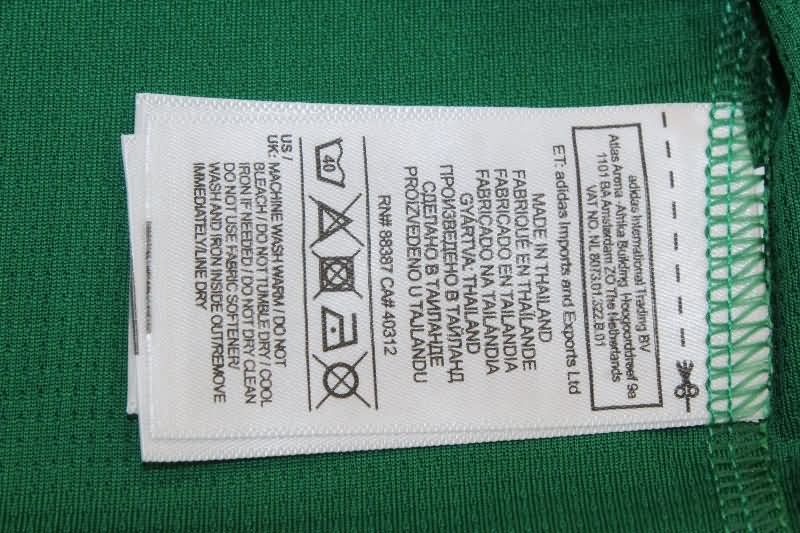 adidas International Trading BV
Atlas Arena -Afrika Building -Hoogoorddreef 9a
1101 BA Amsterdam ZO The Netherlands
VAT NO. NL 8073.01.322.B.01
ET: adidas Imports and Exports Ltd
MADE IN THAILAND
FABRIQUÉ EN THAÏLANDE
FABRICADO EN TAILANDIA
FABRICADO NA TAILÂNDIA
GYÁRTVA: THAILAND
ПРОИЗВЕДЕНО В ТАЙЛАНД
СДЕЛАНО В ТАИЛАНДЕ
PROIZVEDENO U TAJLANDU
RN# 88387 CA# 40312
40
US /
UK: MACHINE WASH WARM / DO NOT
BLEACH / DO NOT TUMBLE DRY / COOL
IRON IF NEEDED / DO NOT DRY CLEAN
DO NOT USE FABRIC SOFTENER/
WASH AND IRON INSIDE OUT/REMOVE
IMMEDIATELY/LINE DRY